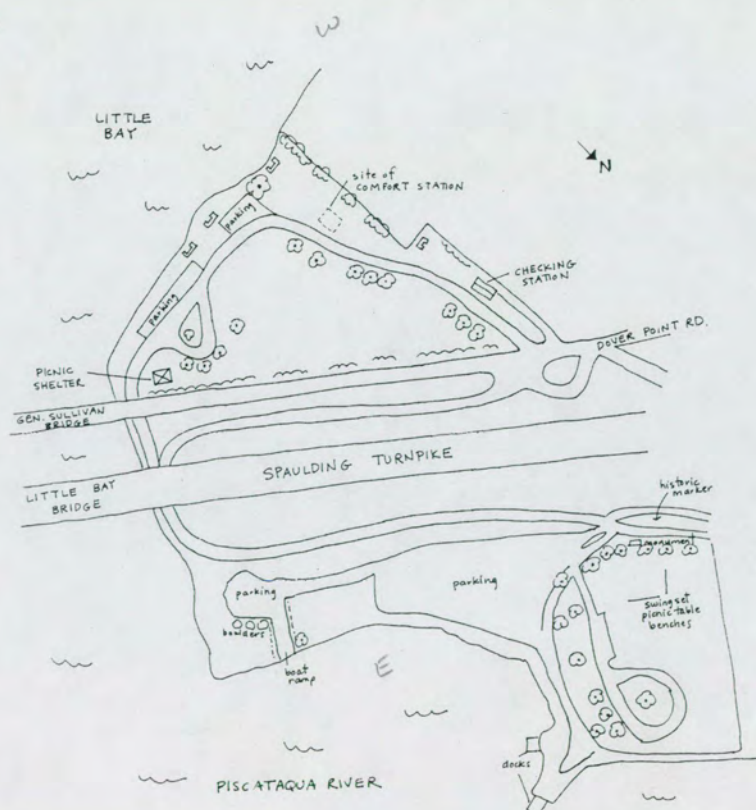 W
LITTLE
BAY
N
site of
COMFORT STATION
parking
CHECKING
STATION
parking
DOVER POINT RD.
PICNIC
SHELTER
GEN. SULLIVAN
BRIDGE
SPAULDING TURNPIKE
LITTLE BAY
BRIDGE
historic
marker
monument
parking
parking
swing set
picnic table
benches
bowlders
boat
ramp
E
docks
PISCATAQUA RIVER